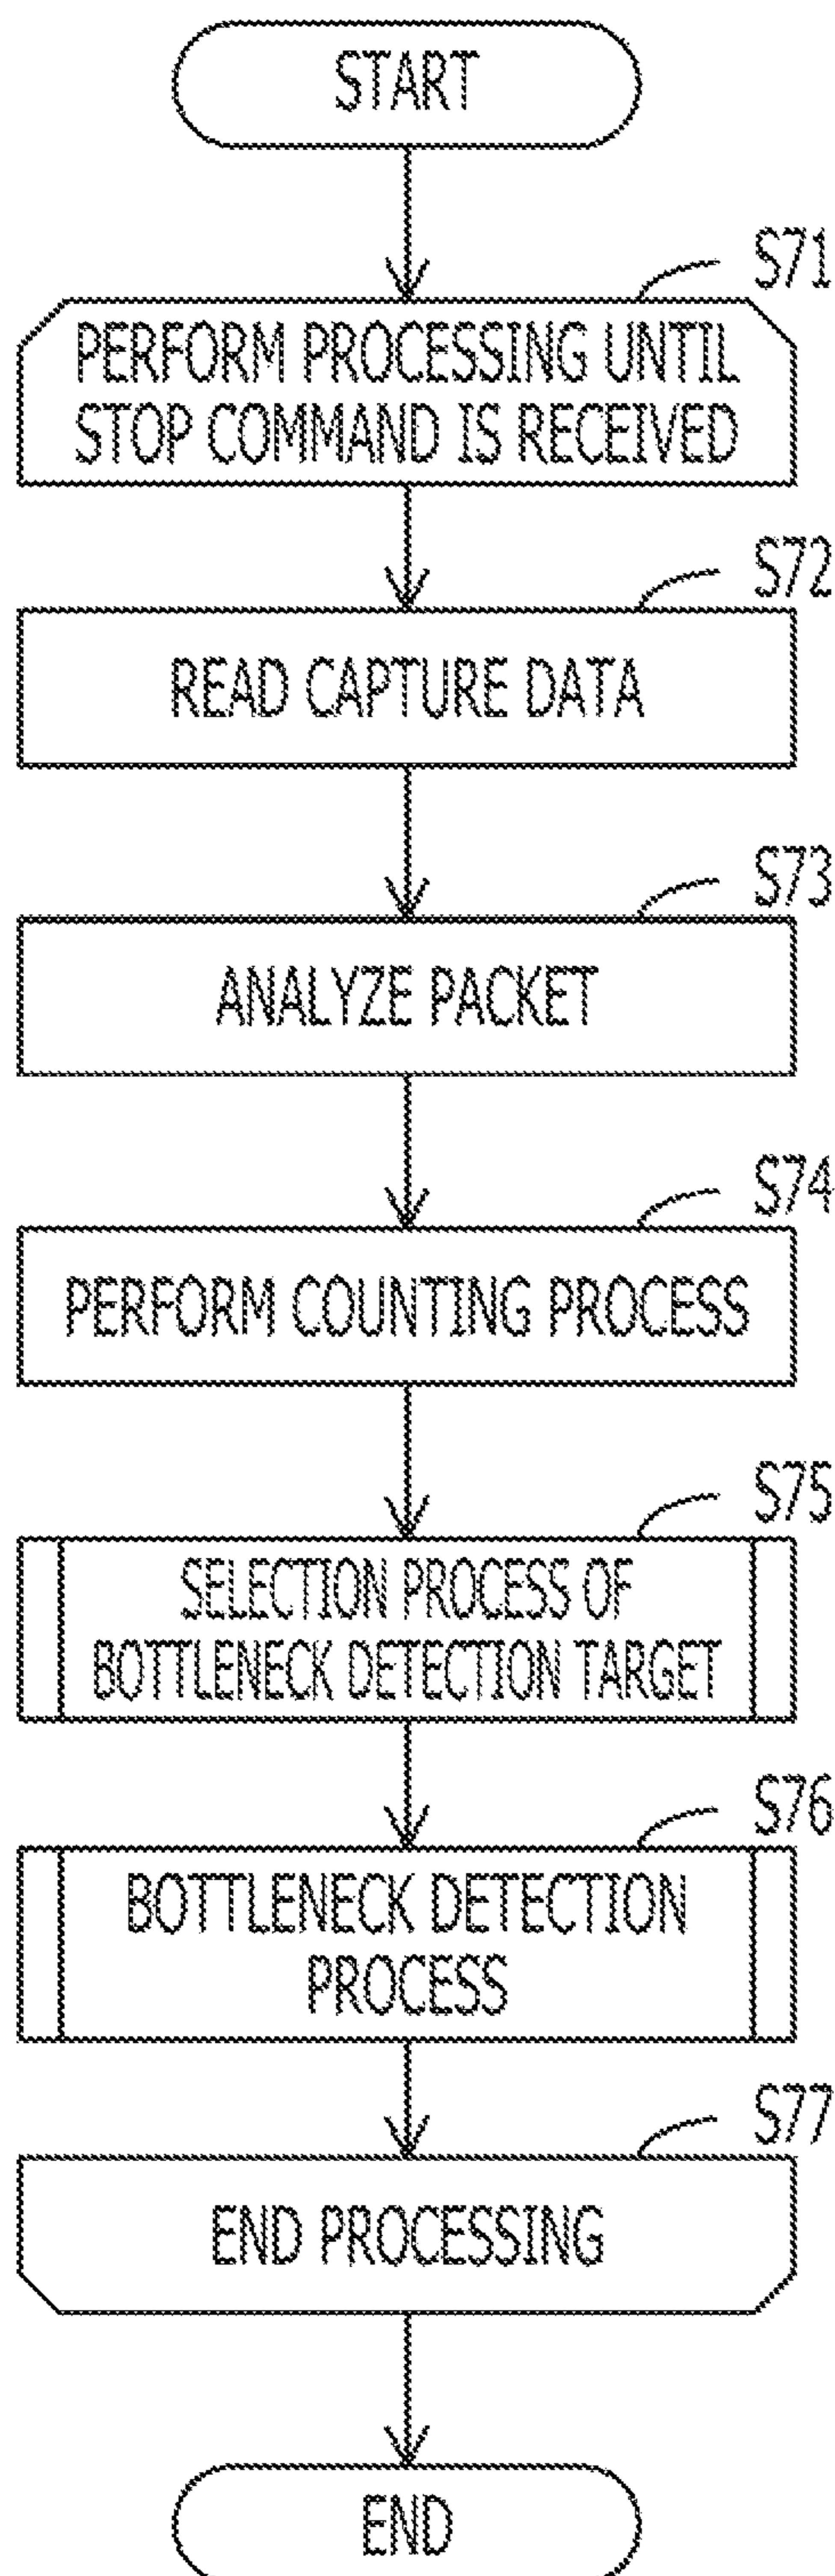 START
S71
PERFORM PROCESSING UNTIL
STOP COMMAND IS RECEIVED
S72
READ CAPTURE DATA
S73
ANALYZE PACKET
S74
PERFORM COUNTING PROCESS
S75
SELECTION PROCESS OF
BOTTLENECK DETECTION TARGET
S76
BOTTLENECK DETECTION
PROCESS
S77
END PROCESSING
END